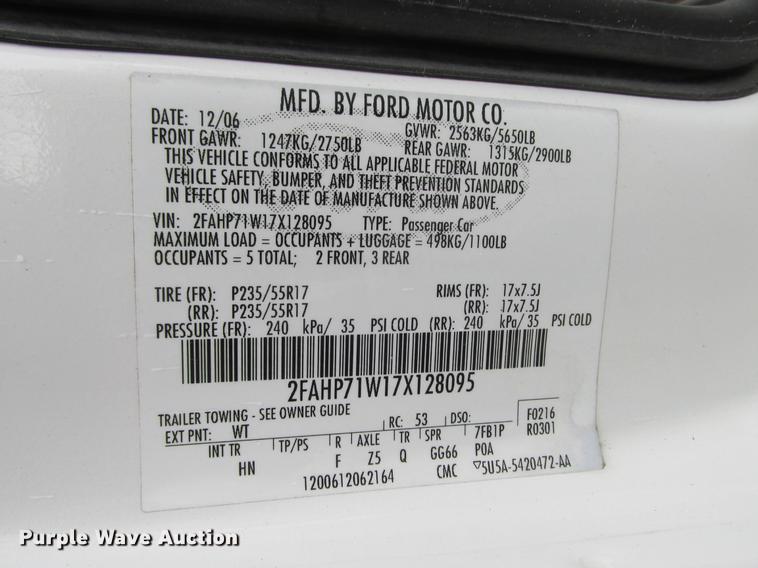 MFD. BY FORD MOTOR CO.
DATE: 12/06 GVWR: 2563KG/5650LB
FRONT GAWR: 1247KG/2750LB REAR GAWR: 1315KG/2900LB
THIS VEHICLE CONFORMS TO ALL APPLICABLE FEDERAL MOTOR
VEHICLE SAFETY, BUMPER, AND THEFT PREVENTION STANDARDS
IN EFFECT ON THE DATE OF MANUFACTURE SHOWN ABOVE.
VIN: 2FAHP71W17X128095 TYPE: Passenger Car
MAXIMUM LOAD = OCCUPANTS + LUGGAGE = 498KG/1100LB
OCCUPANTS = 5 TOTAL; 2 FRONT, 3 REAR
TIRE (FR): P235/55R17 RIMS (FR): 17x7.5J
(RR): P235/55R17 (RR): 17x7.5J
PRESSURE (FR): 240 kPa/ 35 PSI COLD (RR): 240 kPa/ 35 PSI COLD
2FAHP71W17X128095
TRAILER TOWING - SEE OWNER GUIDE
EXT PNT: WT RC: 53 DSO: F0216
INT TR TP/PS R AXLE TR SPR 7FB1P R0301
HN F Z5 Q GG66 POA
1200612062164 CMC 5U5A-5420472-AA
Purple Wave Auction